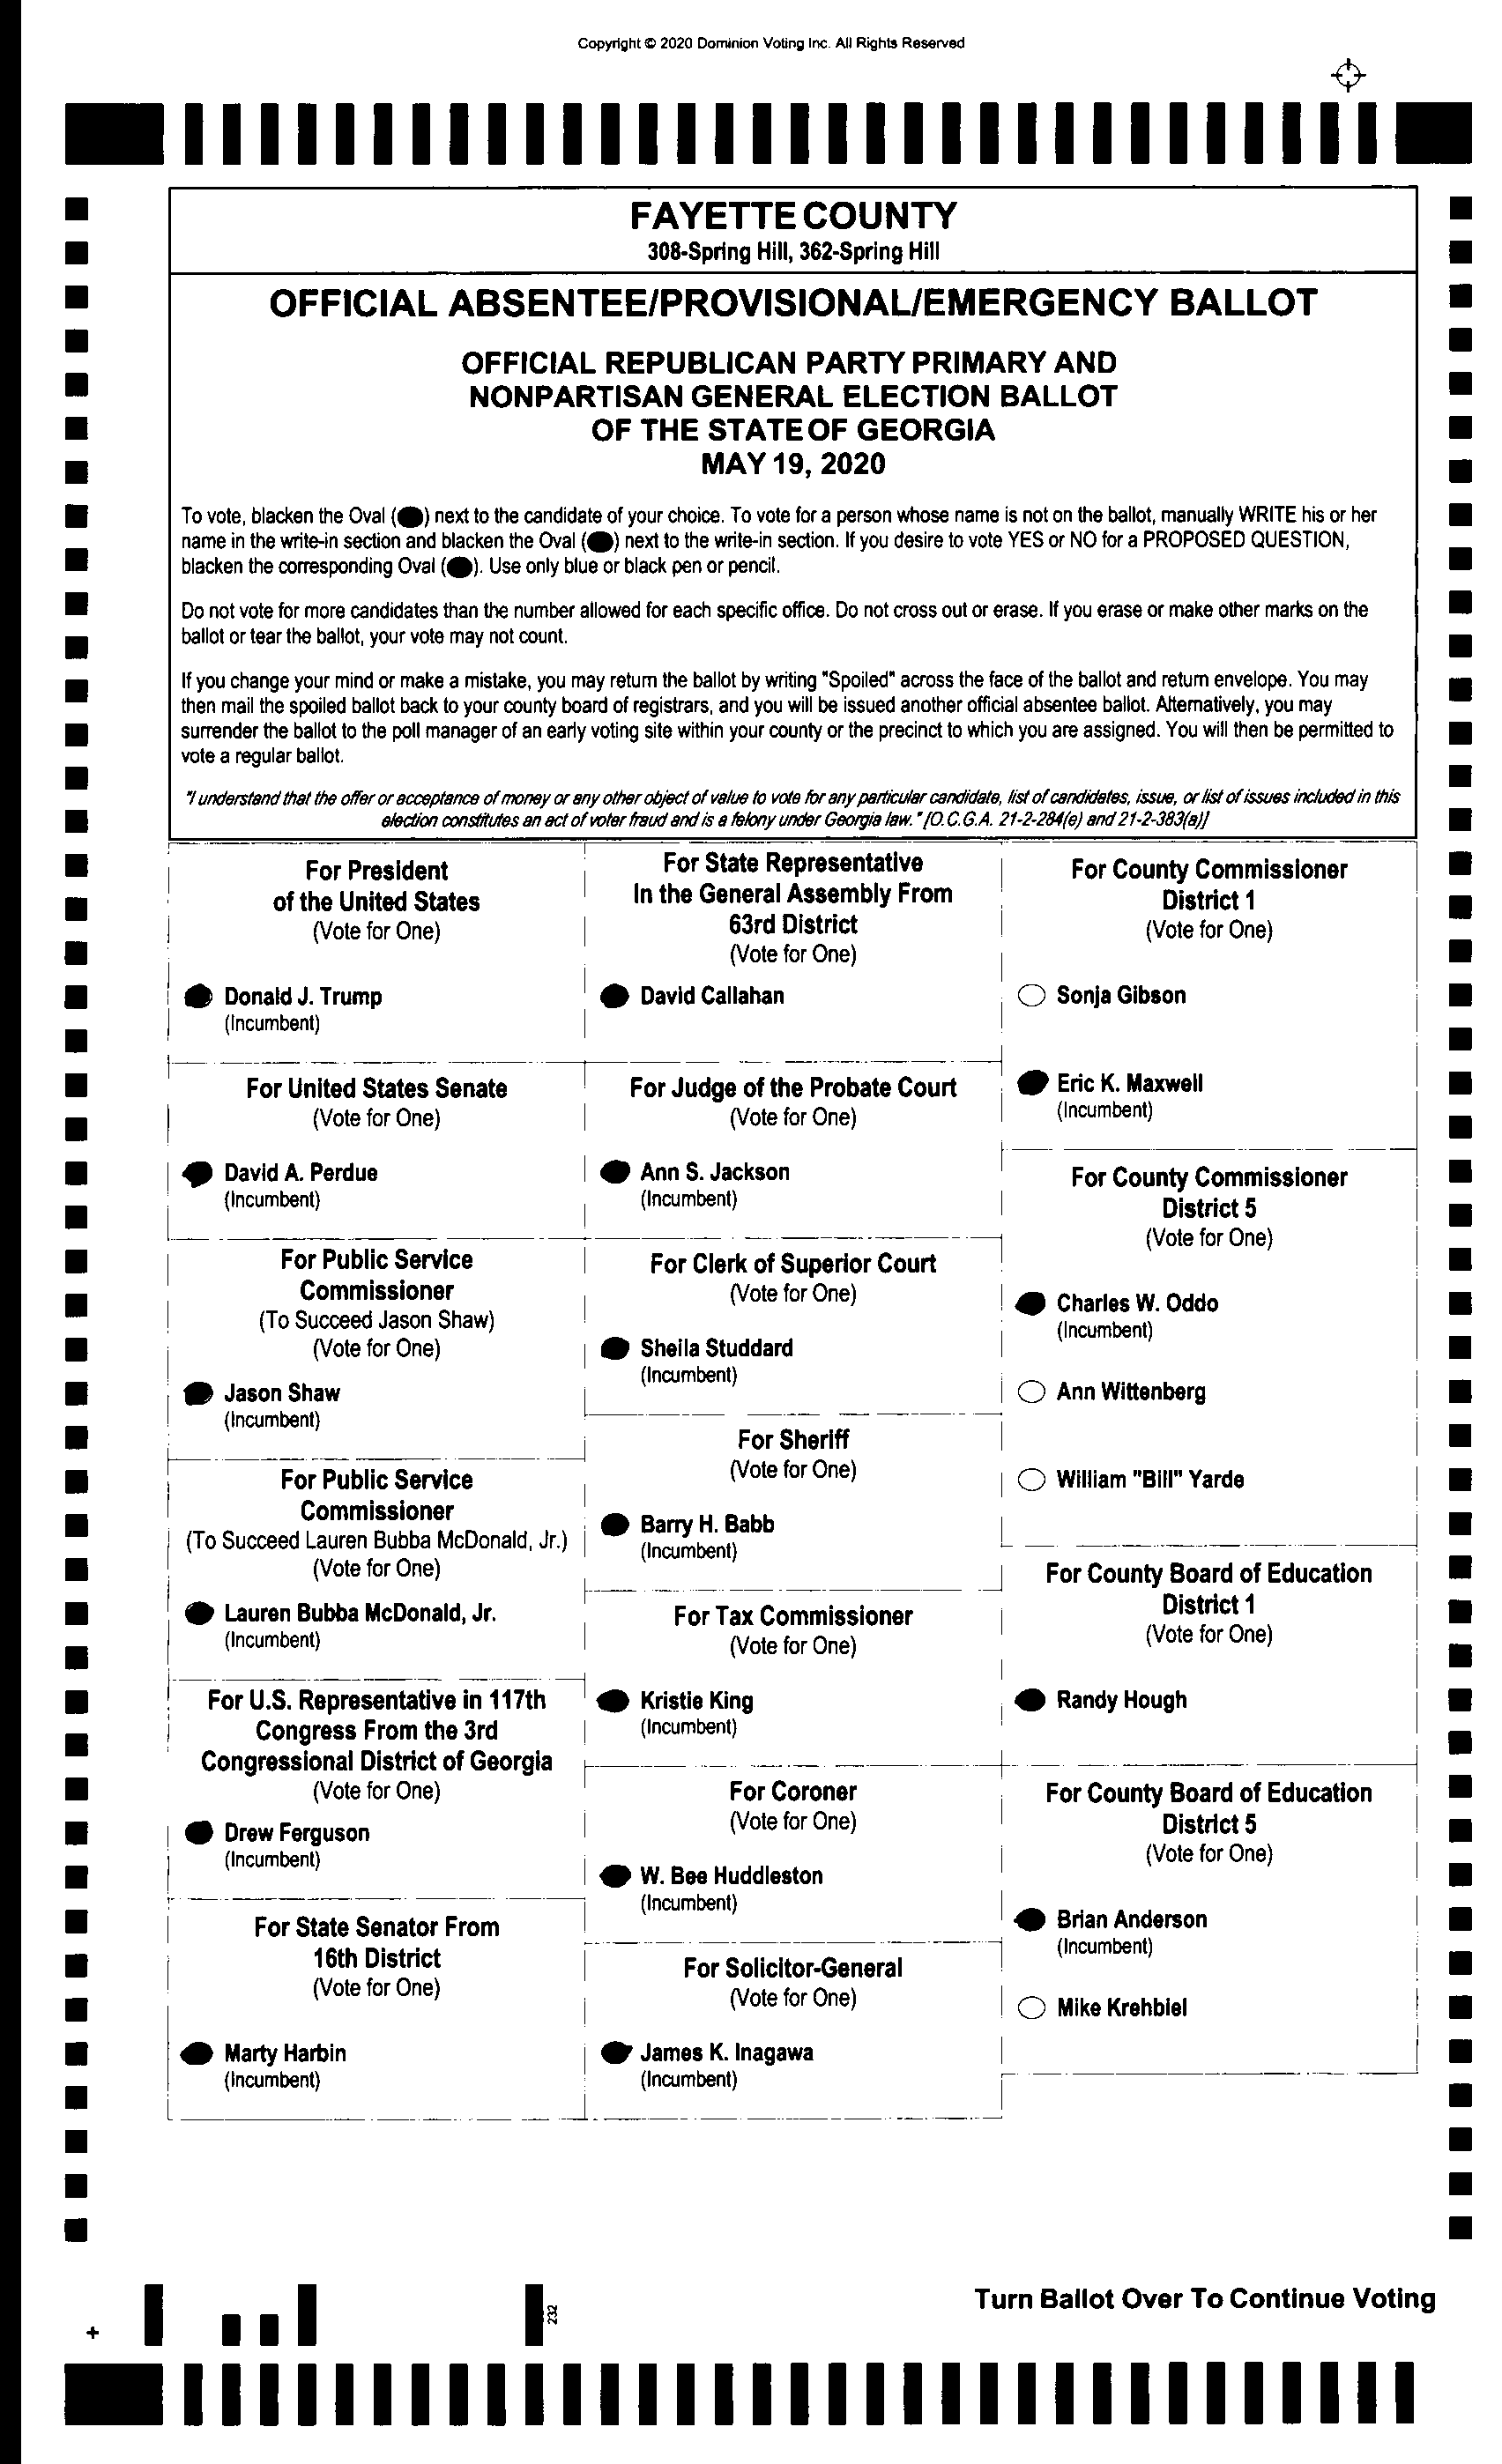 Copyright © 2020 Dominion Voting Inc. All Rights Reserved
FAYETTE COUNTY
308-Spring Hill, 362-Spring Hill
OFFICIAL ABSENTEE/PROVISIONAL/EMERGENCY BALLOT
OFFICIAL REPUBLICAN PARTY PRIMARY AND
NONPARTISAN GENERAL ELECTION BALLOT
OF THE STATE OF GEORGIA
MAY 19, 2020
To vote, blacken the Oval ( ) next to the candidate of your choice. To vote for a person whose name is not on the ballot, manually WRITE his or her
name in the write-in section and blacken the Oval ( ) next to the write-in section. If you desire to vote YES or NO for a PROPOSED QUESTION,
blacken the corresponding Oval ( ). Use only blue or black pen or pencil.
Do not vote for more candidates than the number allowed for each specific office. Do not cross out or erase. If you erase or make other marks on the
ballot or tear the ballot, your vote may not count.
If you change your mind or make a mistake, you may return the ballot by writing "Spoiled" across the face of the ballot and return envelope. You may
then mail the spoiled ballot back to your county board of registrars, and you will be issued another official absentee ballot. Alternatively, you may
surrender the ballot to the poll manager of an early voting site within your county or the precinct to which you are assigned. You will then be permitted to
vote a regular ballot.
"I understand that the offer or acceptance of money or any other object of value to vote for any particular candidate, list of candidates, issue, or list of issues included in this
election constitutes an act of voter fraud and is a felony under Georgia law." [O.C.G.A. 21-2-284(e) and 21-2-383(a)]
For President
of the United States
(Vote for One)
Donald J. Trump
(Incumbent)
For United States Senate
(Vote for One)
David A. Perdue
(Incumbent)
For Public Service
Commissioner
(To Succeed Jason Shaw)
(Vote for One)
Jason Shaw
(Incumbent)
For Public Service
Commissioner
(To Succeed Lauren Bubba McDonald, Jr.)
(Vote for One)
Lauren Bubba McDonald, Jr.
(Incumbent)
For U.S. Representative in 117th
Congress From the 3rd
Congressional District of Georgia
(Vote for One)
Drew Ferguson
(Incumbent)
For State Senator From
16th District
(Vote for One)
Marty Harbin
(Incumbent)
For State Representative
In the General Assembly From
63rd District
(Vote for One)
David Callahan
For Judge of the Probate Court
(Vote for One)
Ann S. Jackson
(Incumbent)
For Clerk of Superior Court
(Vote for One)
Sheila Studdard
(Incumbent)
For Sheriff
(Vote for One)
Barry H. Babb
(Incumbent)
For Tax Commissioner
(Vote for One)
Kristie King
(Incumbent)
For Coroner
(Vote for One)
W. Bee Huddleston
(Incumbent)
For Solicitor-General
(Vote for One)
James K. Inagawa
(Incumbent)
For County Commissioner
District 1
(Vote for One)
Sonja Gibson
Eric K. Maxwell
(Incumbent)
For County Commissioner
District 5
(Vote for One)
Charles W. Oddo
(Incumbent)
Ann Wittenberg
William "Bill" Yarde
For County Board of Education
District 1
(Vote for One)
Randy Hough
For County Board of Education
District 5
(Vote for One)
Brian Anderson
(Incumbent)
Mike Krehbiel
Turn Ballot Over To Continue Voting
232
+